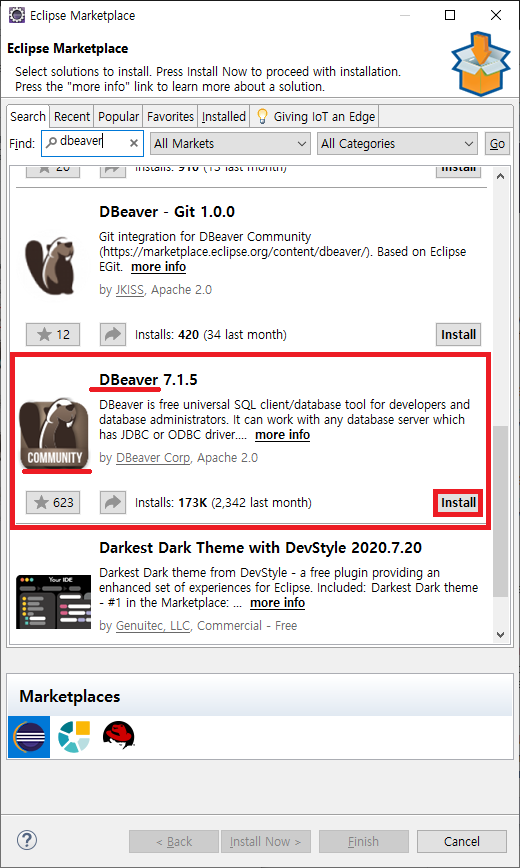 Eclipse Marketplace
Eclipse Marketplace
Select solutions to install. Press Install Now to proceed with installation.
Press the "more info" link to learn more about a solution.
Search Recent Popular Favorites Installed Giving IoT an Edge
Find: dbeaver All Markets All Categories Go
Installs: (13 last month) Install
DBeaver - Git 1.0.0
Git integration for DBeaver Community
(https://marketplace.eclipse.org/content/dbeaver/). Based on Eclipse
EGit. more info
by JKISS, Apache 2.0
12 Installs: 420 (34 last month) Install
DBeaver 7.1.5
DBeaver is free universal SQL client/database tool for developers and
database administrators. It can work with any database server which
has JDBC or ODBC driver.... more info
COMMUNITY
by DBeaver Corp, Apache 2.0
623 Installs: 173K (2,342 last month) Install
Darkest Dark Theme with DevStyle 2020.7.20
Your IDE
Darkest Dark theme from DevStyle - a free plugin providing an
enhanced set of experiences for Eclipse. Included: Darkest Dark theme
- #1 in the Marketplace: ... more info
by Genuitec, LLC, Commercial - Free
Marketplaces
? < Back Install Now > Finish Cancel